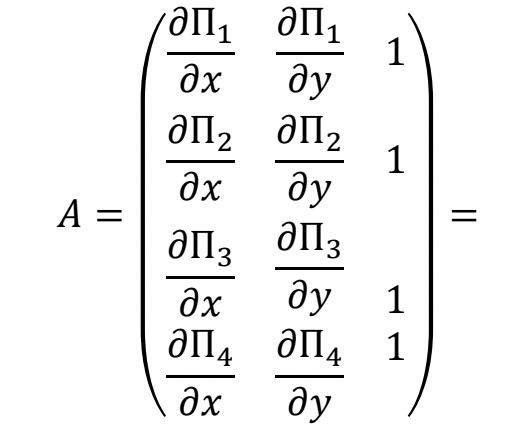 A = ( ∂Π₁/∂x ∂Π₁/∂y 1
∂Π₂/∂x ∂Π₂/∂y 1
∂Π₃/∂x ∂Π₃/∂y 1
∂Π₄/∂x ∂Π₄/∂y 1 ) =